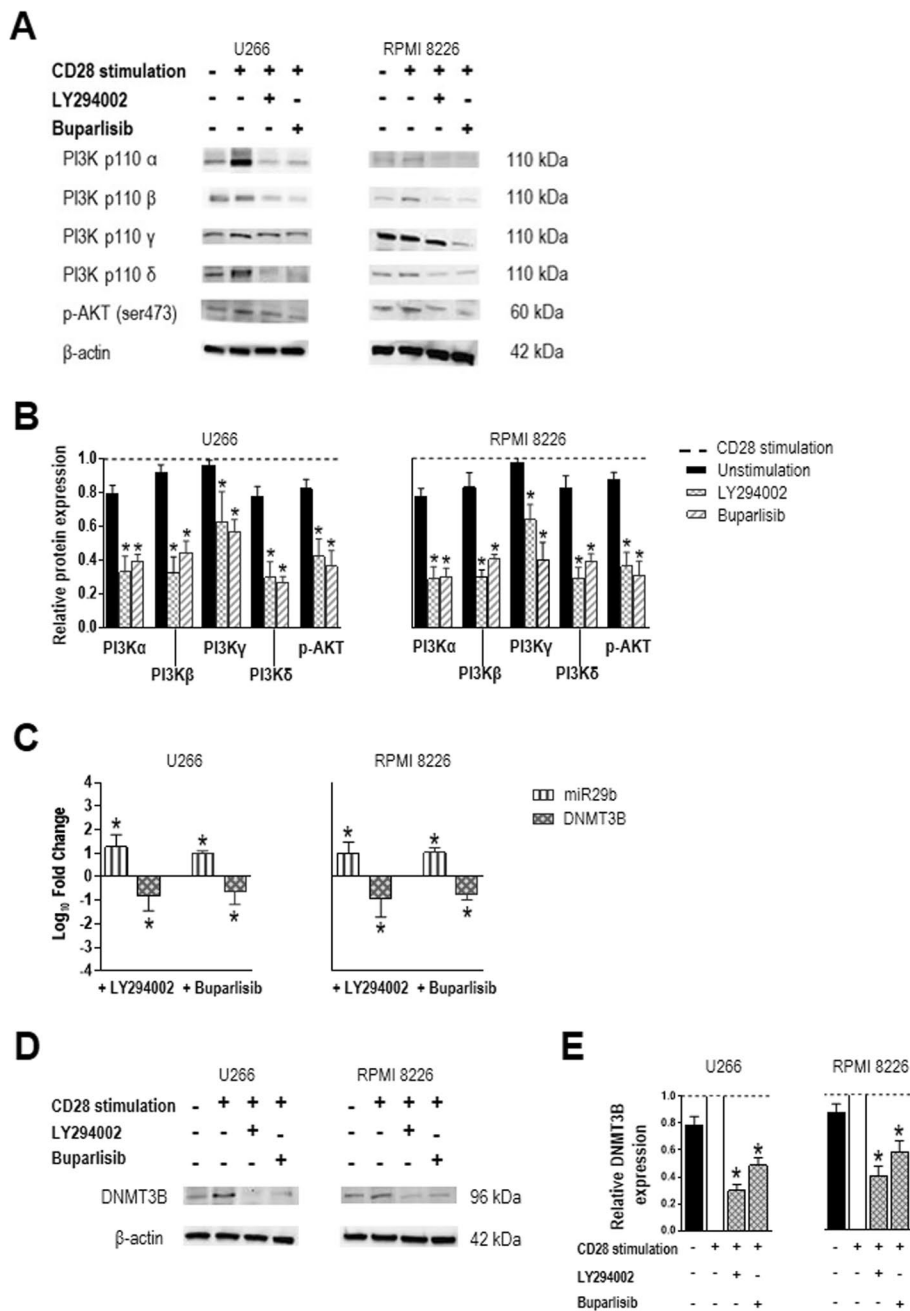 A
U266 RPMI 8226
CD28 stimulation - + + + - + + +
LY294002 - - + - - - + -
Buparlisib - - - + - - - +
PI3K p110 α 110 kDa
PI3K p110 β 110 kDa
PI3K p110 γ 110 kDa
PI3K p110 δ 110 kDa
p-AKT (ser473) 60 kDa
β-actin 42 kDa
B
U266 RPMI 8226
Relative protein expression
1.0
0.8
0.6
0.4
0.2
0.0
* * * * * * * * * *
* * * * * * * * * *
PI3Kα PI3Kγ p-AKT
PI3Kβ PI3Kδ
PI3Kα PI3Kγ p-AKT
PI3Kβ PI3Kδ
CD28 stimulation
Unstimulation
LY294002
Buparlisib
C
U266 RPMI 8226
Log10 Fold Change
4
3
2
1
0
-1
-2
-3
-4
* * * *
* * * *
+ LY294002 + Buparlisib + LY294002 + Buparlisib
miR29b
DNMT3B
D
U266 RPMI 8226
CD28 stimulation - + + + - + + +
LY294002 - - + - - - + -
Buparlisib - - - + - - - +
DNMT3B 96 kDa
β-actin 42 kDa
E
U266 RPMI 8226
Relative DNMT3B
expression
1.0
0.8
0.6
0.4
0.2
0.0
* * * *
CD28 stimulation - + + + - + + +
LY294002 - - + - - - + -
Buparlisib - - - + - - - +